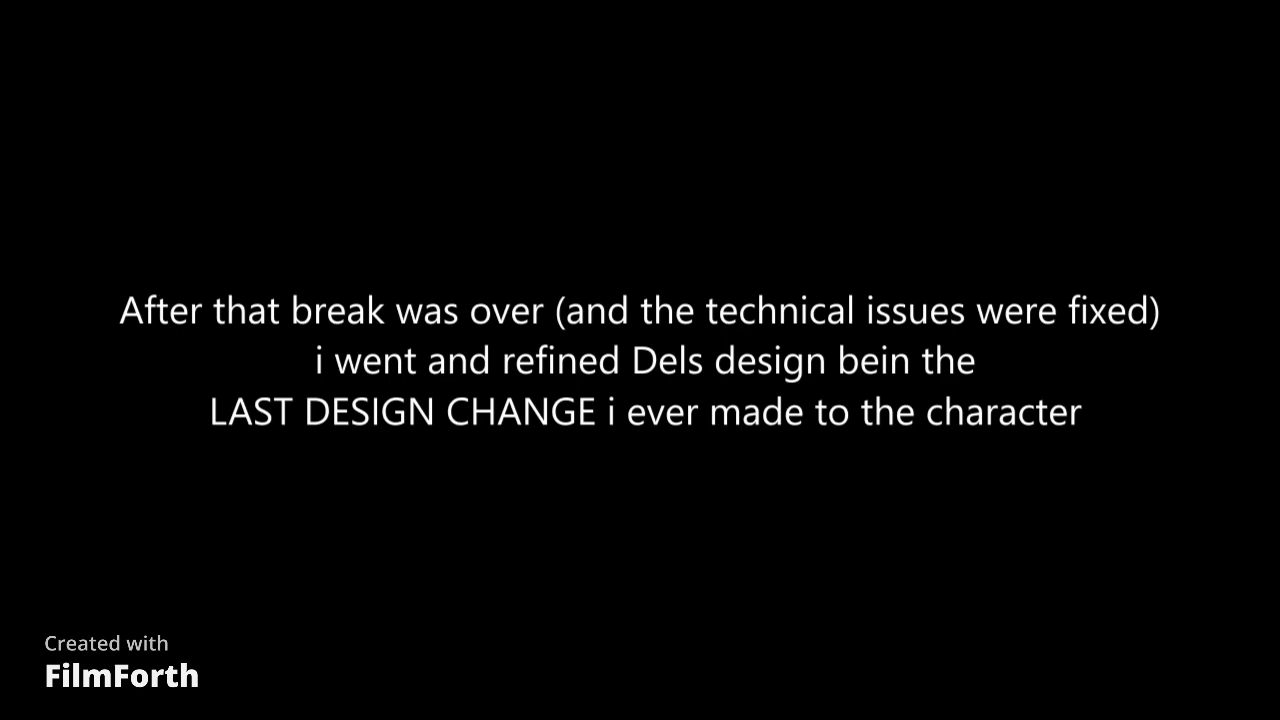 After that break was over (and the technical issues were fixed)
i went and refined Dels design bein the
LAST DESIGN CHANGE i ever made to the character
Created with
FilmForth